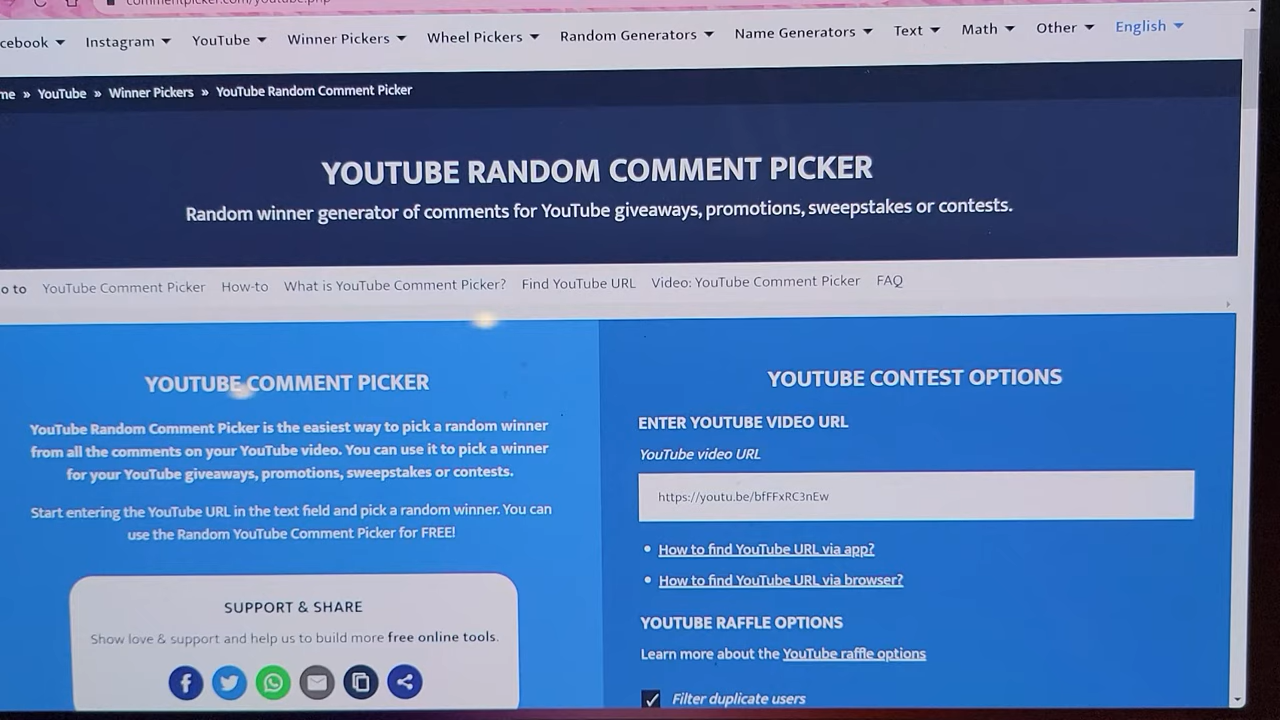 commentpicker.com/youtube.php
cebook Instagram YouTube Winner Pickers Wheel Pickers Random Generators Name Generators Text Math Other English
me » YouTube » Winner Pickers » YouTube Random Comment Picker
YOUTUBE RANDOM COMMENT PICKER
Random winner generator of comments for YouTube giveaways, promotions, sweepstakes or contests.
o to YouTube Comment Picker How-to What is YouTube Comment Picker? Find YouTube URL Video: YouTube Comment Picker FAQ
YOUTUBE COMMENT PICKER
YouTube Random Comment Picker is the easiest way to pick a random winner
from all the comments on your YouTube video. You can use it to pick a winner
for your YouTube giveaways, promotions, sweepstakes or contests.
Start entering the YouTube URL in the text field and pick a random winner. You can
use the Random YouTube Comment Picker for FREE!
SUPPORT & SHARE
Show love & support and help us to build more free online tools.
YOUTUBE CONTEST OPTIONS
ENTER YOUTUBE VIDEO URL
YouTube video URL
https://youtu.be/bfFFxRC3nEw
How to find YouTube URL via app?
How to find YouTube URL via browser?
YOUTUBE RAFFLE OPTIONS
Learn more about the YouTube raffle options
Filter duplicate users